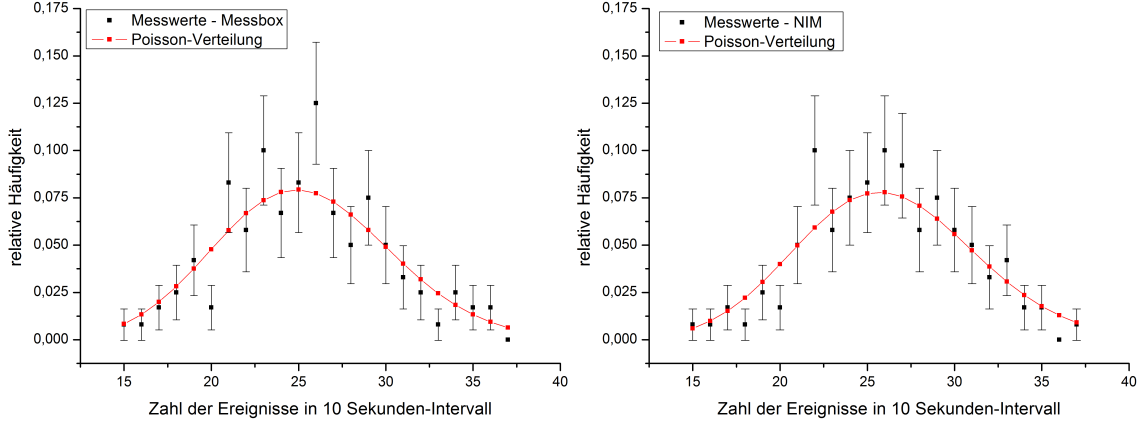 Messwerte - Messbox
Poisson-Verteilung
relative Häufigkeit
0,175
0,150
0,125
0,100
0,075
0,050
0,025
0,000
15 20 25 30 35 40
Zahl der Ereignisse in 10 Sekunden-Intervall
Messwerte - NIM
Poisson-Verteilung
relative Häufigkeit
0,175
0,150
0,125
0,100
0,075
0,050
0,025
0,000
15 20 25 30 35 40
Zahl der Ereignisse in 10 Sekunden-Intervall